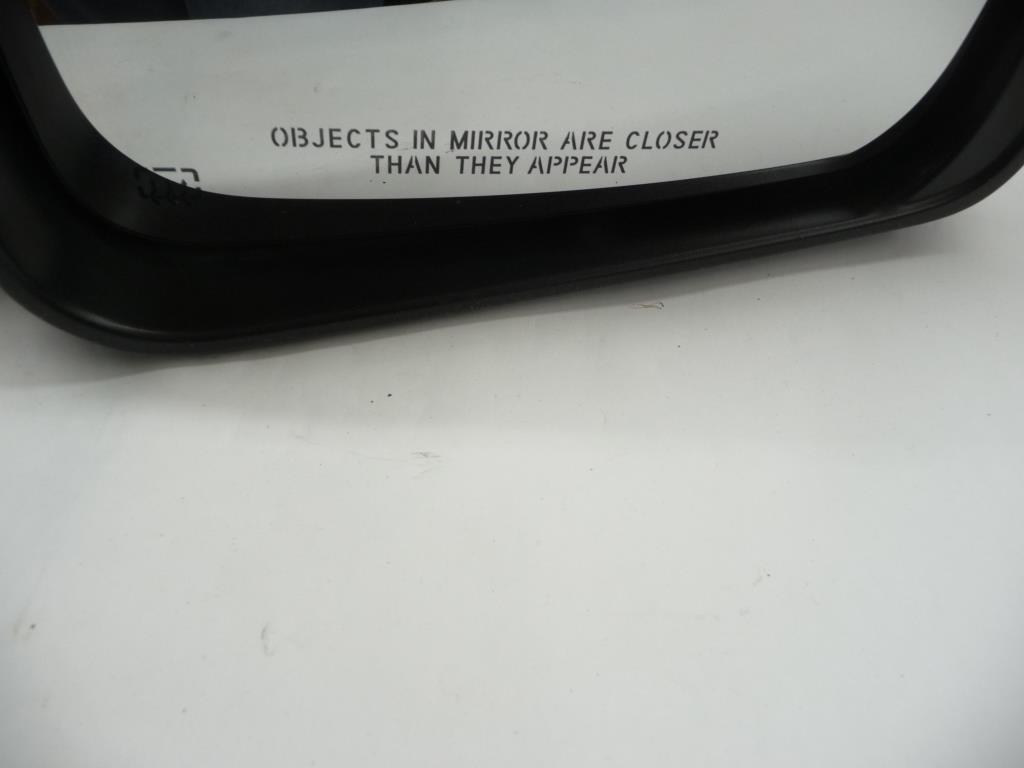 OBJECTS IN MIRROR ARE CLOSER
THAN THEY APPEAR